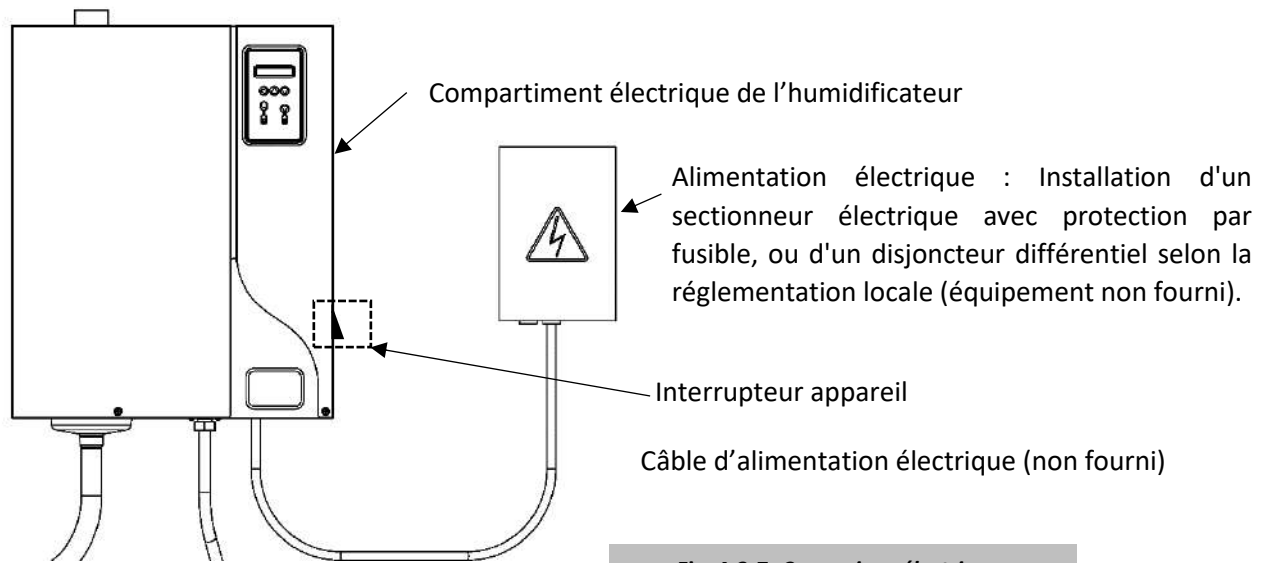 Compartiment électrique de l’humidificateur
Alimentation électrique : Installation d'un
sectionneur électrique avec protection par
fusible, ou d'un disjoncteur différentiel selon la
réglementation locale (équipement non fourni).
Interrupteur appareil
Câble d’alimentation électrique (non fourni)